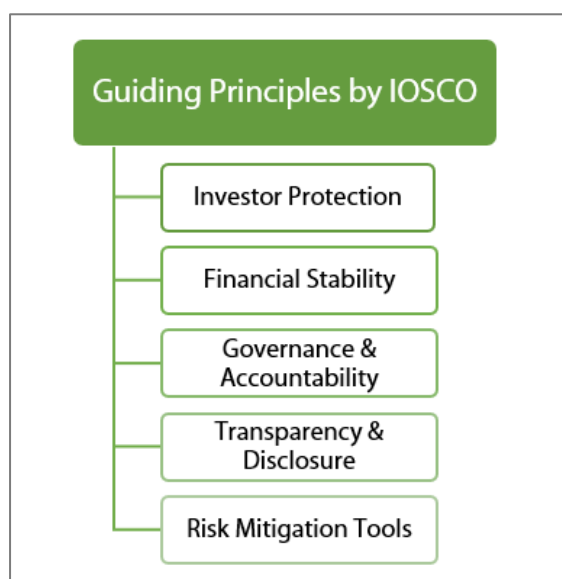 Guiding Principles by IOSCO
Investor Protection
Financial Stability
Governance &
Accountability
Transparency &
Disclosure
Risk Mitigation Tools